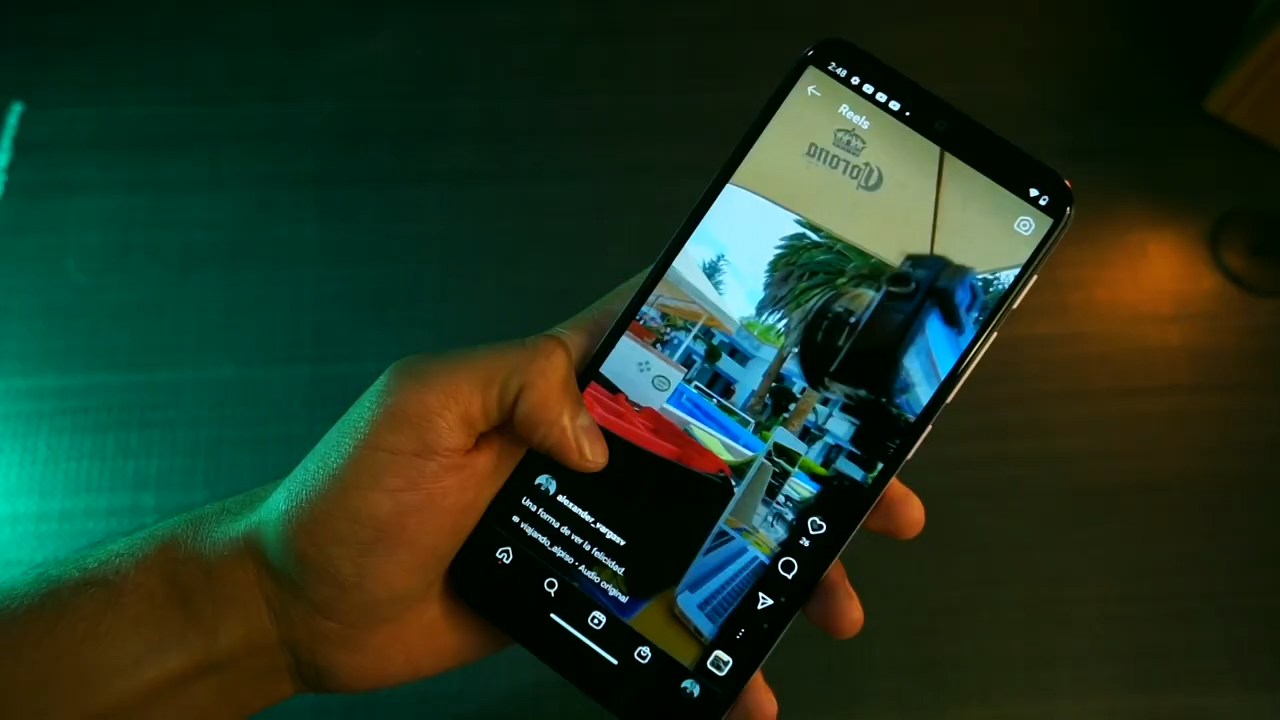 2:48
Reels
Corona
alexander_vargasv
Una forma de ver la felicidad.
viajando_alpiso • Audio original
26